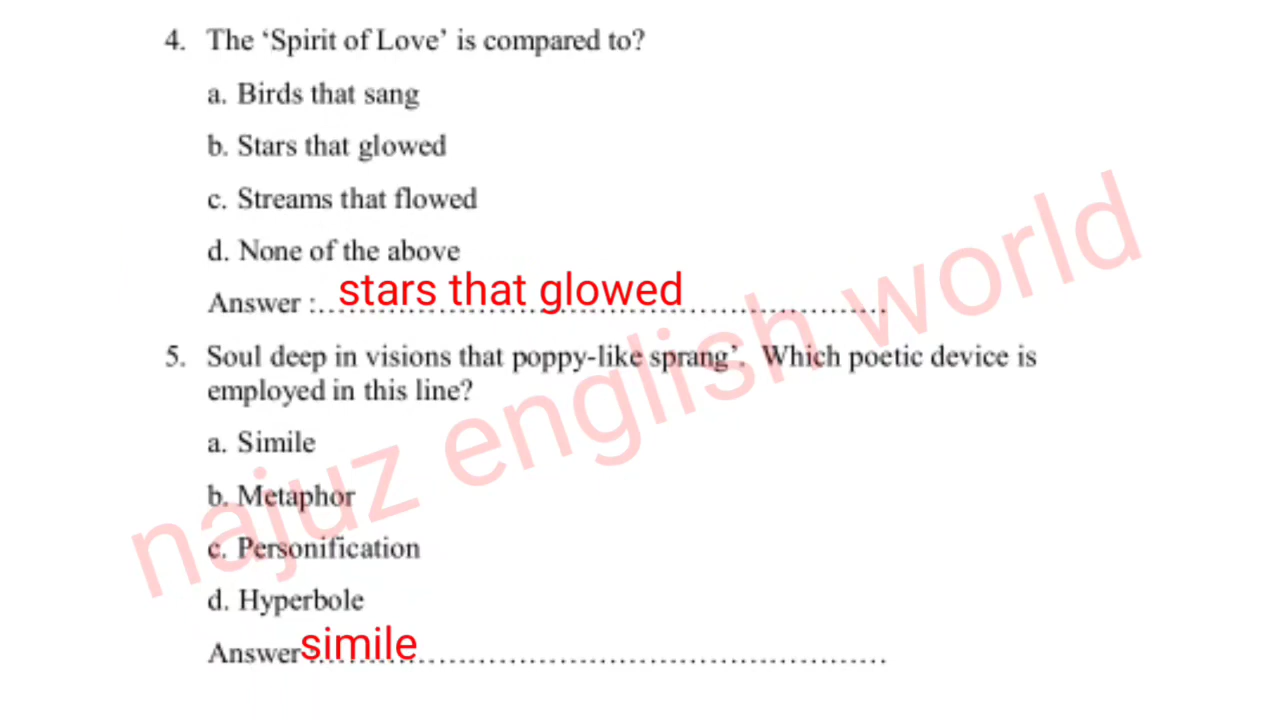 4. The ‘Spirit of Love’ is compared to?
a. Birds that sang
b. Stars that glowed
c. Streams that flowed
d. None of the above
Answer :... stars that glowed ....................
5. Soul deep in visions that poppy-like sprang’. Which poetic device is
employed in this line?
a. Simile
b. Metaphor
c. Personification
d. Hyperbole
Answer simile ..................................................
najuz english world